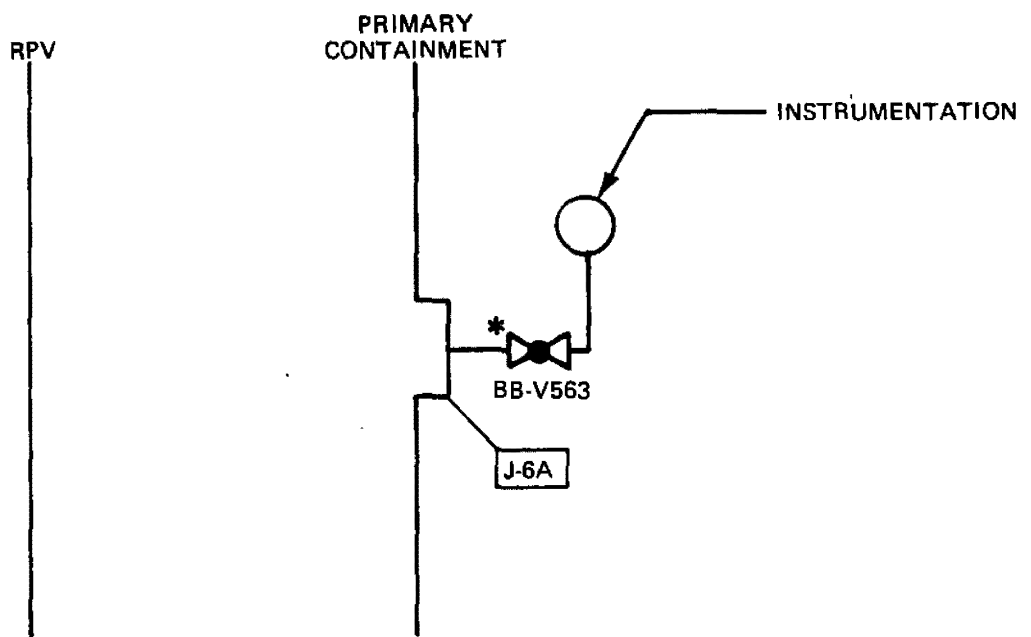 RPV
PRIMARY
CONTAINMENT
INSTRUMENTATION
*
BB-V563
J-6A